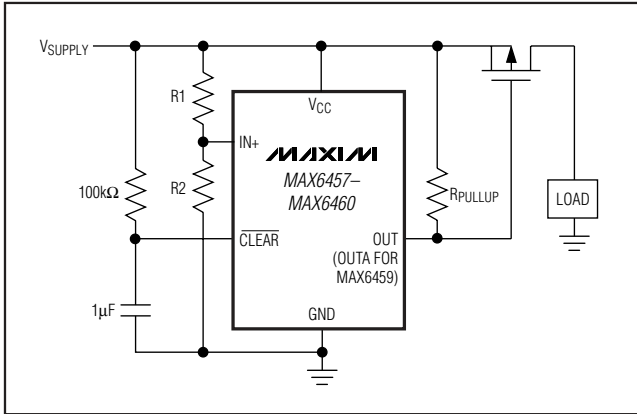 VSUPPLY
R1
VCC
IN+
MAXIM
R2
MAX6457–
MAX6460
100kΩ
RPULLUP
LOAD
CLEAR
OUT
(OUTA FOR
MAX6459)
1µF
GND